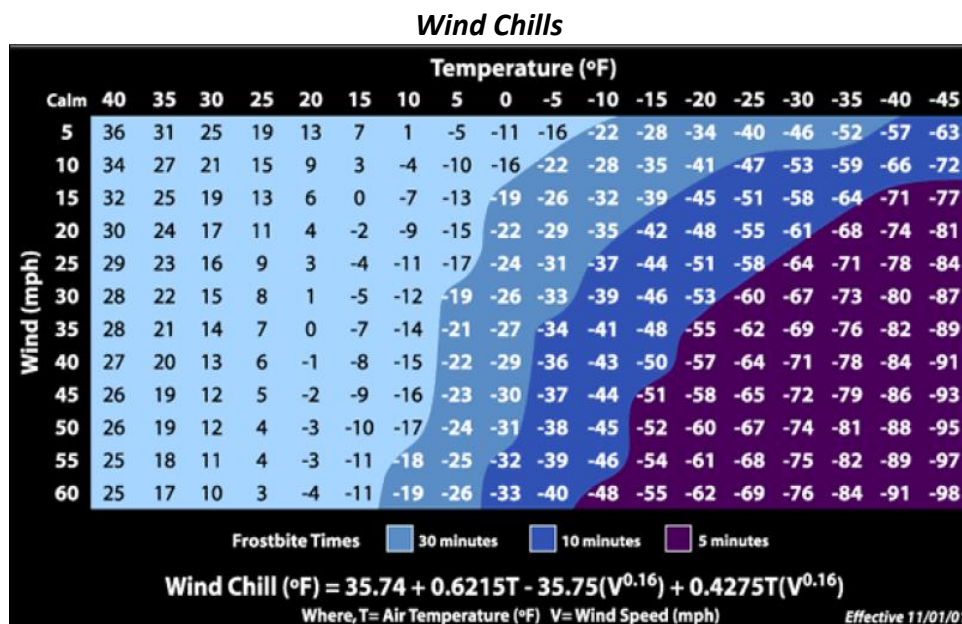 Wind Chills
Temperature (ºF)
Calm 40 35 30 25 20 15 10 5 0 -5 -10 -15 -20 -25 -30 -35 -40 -45
5 36 31 25 19 13 7 1 -5 -11 -16 -22 -28 -34 -40 -46 -52 -57 -63
10 34 27 21 15 9 3 -4 -10 -16 -22 -28 -35 -41 -47 -53 -59 -66 -72
15 32 25 19 13 6 0 -7 -13 -19 -26 -32 -39 -45 -51 -58 -64 -71 -77
20 30 24 17 11 4 -2 -9 -15 -22 -29 -35 -42 -48 -55 -61 -68 -74 -81
25 29 23 16 9 3 -4 -11 -17 -24 -31 -37 -44 -51 -58 -64 -71 -78 -84
30 28 22 15 8 1 -5 -12 -19 -26 -33 -39 -46 -53 -60 -67 -73 -80 -87
35 28 21 14 7 0 -7 -14 -21 -27 -34 -41 -48 -55 -62 -69 -76 -82 -89
40 27 20 13 6 -1 -8 -15 -22 -29 -36 -43 -50 -57 -64 -71 -78 -84 -91
45 26 19 12 5 -2 -9 -16 -23 -30 -37 -44 -51 -58 -65 -72 -79 -86 -93
50 26 19 12 4 -3 -10 -17 -24 -31 -38 -45 -52 -60 -67 -74 -81 -88 -95
55 25 18 11 4 -3 -11 -18 -25 -32 -39 -46 -54 -61 -68 -75 -82 -89 -97
60 25 17 10 3 -4 -11 -19 -26 -33 -40 -48 -55 -62 -69 -76 -84 -91 -98
Wind (mph)
Frostbite Times 30 minutes 10 minutes 5 minutes
Wind Chill (ºF) = 35.74 + 0.6215T - 35.75(V^0.16) + 0.4275T(V^0.16)
Where, T= Air Temperature (ºF) V= Wind Speed (mph)
Effective 11/01/0